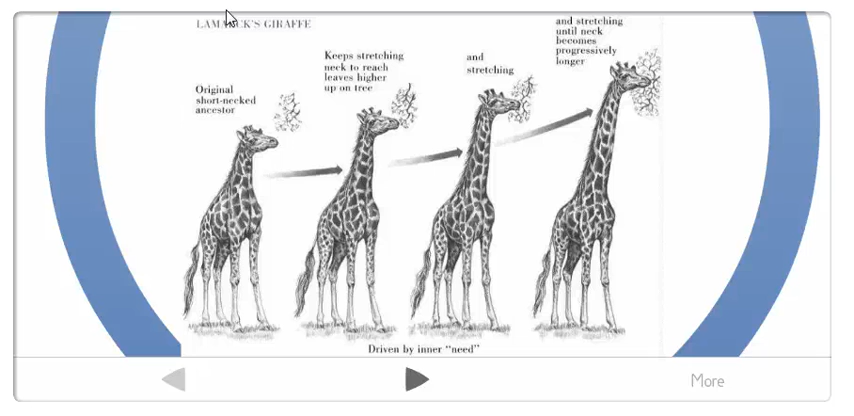 LAMARCK'S GIRAFFE
Original
short-necked
ancestor
Keeps stretching
neck to reach
leaves higher
up on tree
and
stretching
and stretching
until neck
becomes
progressively
longer
Driven by inner "need"
More